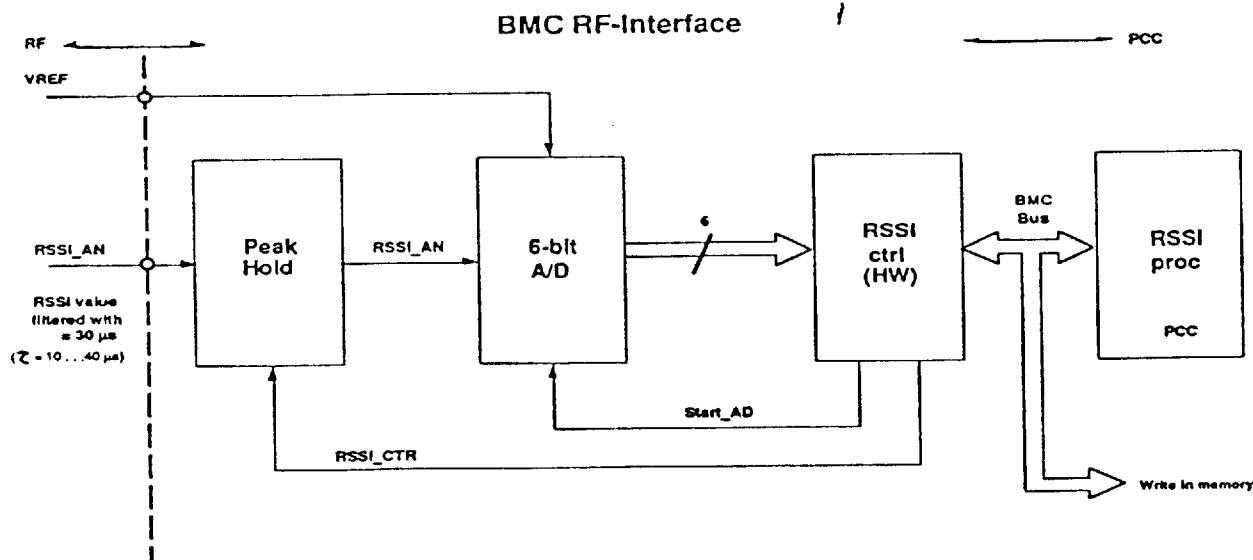 BMC RF-Interface
RF
PCC
VREF
RSSI_AN
Peak
Hold
RSSI_AN
6-bit
A/D
6
RSSI
ctrl
(HW)
BMC
Bus
RSSI
proc
PCC
RSSI value
filtered with
= 30 µs
(τ = 10 . . . 40 µs)
Start_AD
RSSI_CTR
Write in memory